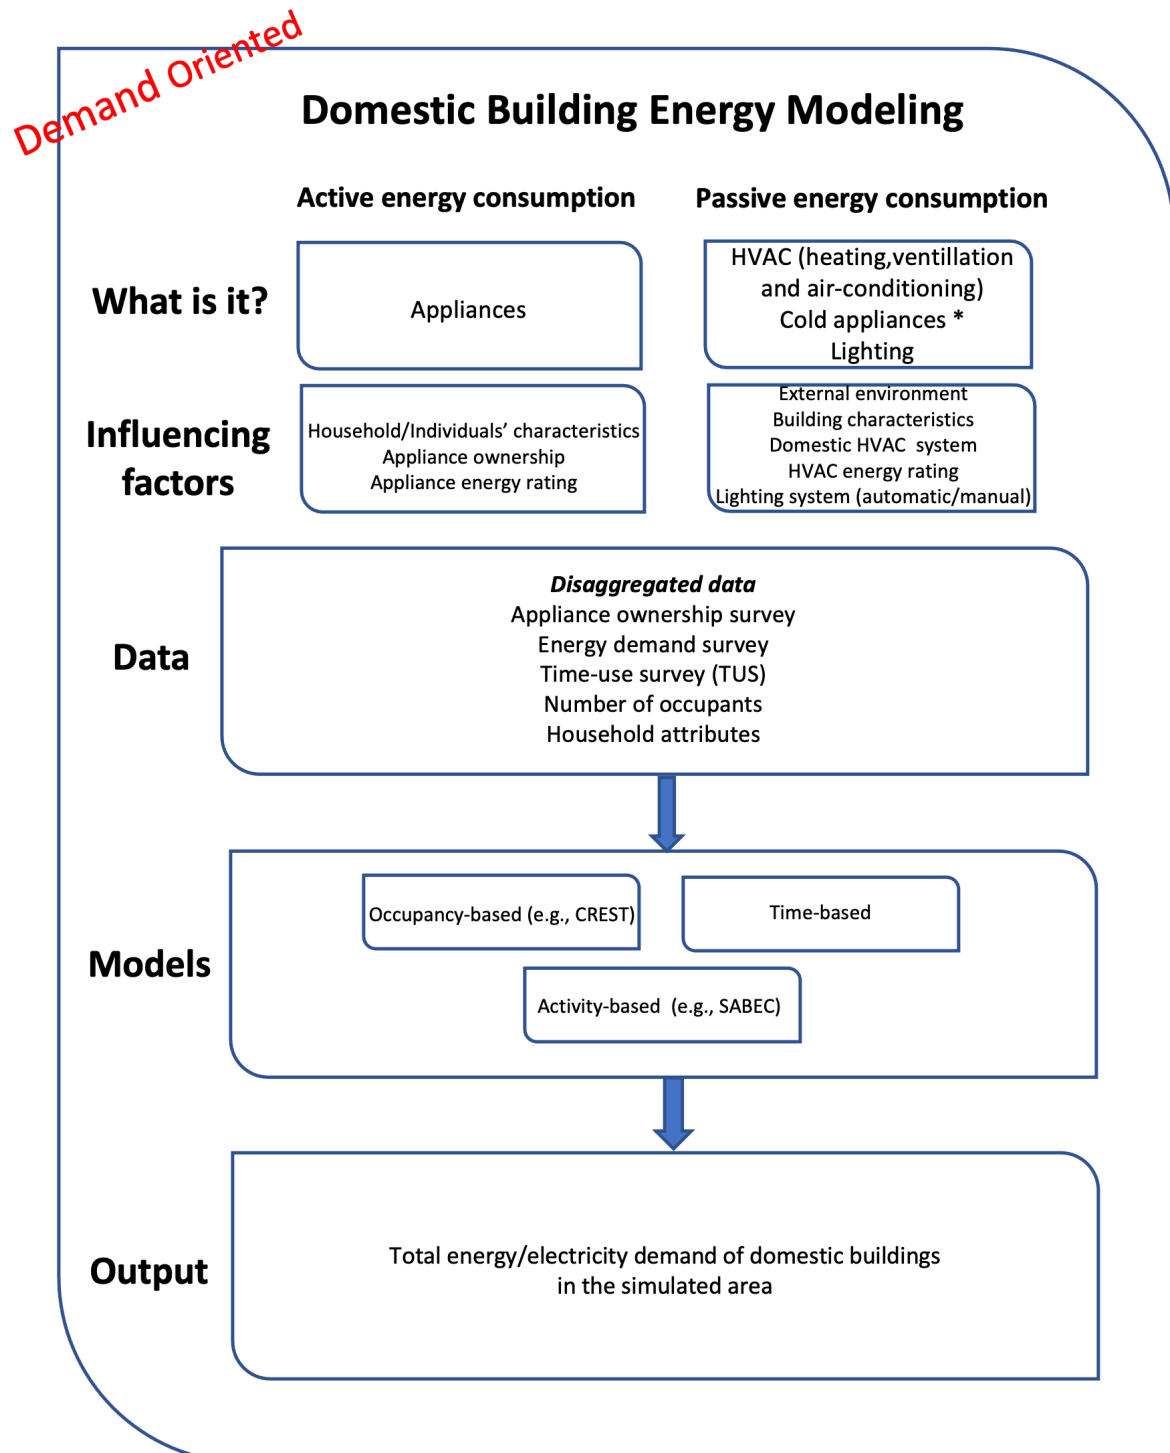 Demand Oriented
Domestic Building Energy Modeling
Active energy consumption
Passive energy consumption
What is it?
Appliances
HVAC (heating,ventillation
and air-conditioning)
Cold appliances *
Lighting
Influencing
factors
Household/Individuals’ characteristics
Appliance ownership
Appliance energy rating
External environment
Building characteristics
Domestic HVAC system
HVAC energy rating
Lighting system (automatic/manual)
Data
Disaggregated data
Appliance ownership survey
Energy demand survey
Time-use survey (TUS)
Number of occupants
Household attributes
Models
Occupancy-based (e.g., CREST)
Time-based
Activity-based (e.g., SABEC)
Output
Total energy/electricity demand of domestic buildings
in the simulated area